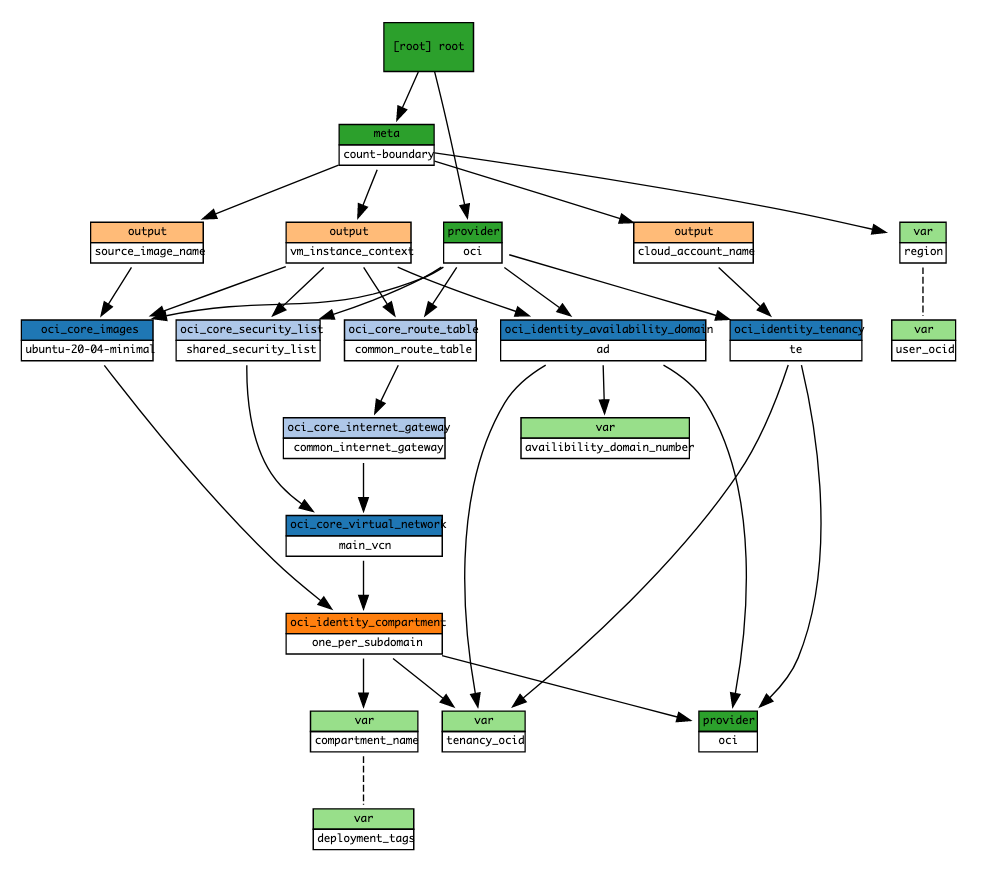 [root] root
meta
count-boundary
output
source_image_name
output
vm_instance_context
provider
oci
output
cloud_account_name
var
region
oci_core_images
ubuntu-20-04-minimal
oci_core_security_list
shared_security_list
oci_core_route_table
common_route_table
oci_identity_availability_domain
ad
oci_identity_tenancy
te
var
user_ocid
oci_core_internet_gateway
common_internet_gateway
var
availibility_domain_number
oci_core_virtual_network
main_vcn
oci_identity_compartment
one_per_subdomain
var
compartment_name
var
tenancy_ocid
provider
oci
var
deployment_tags